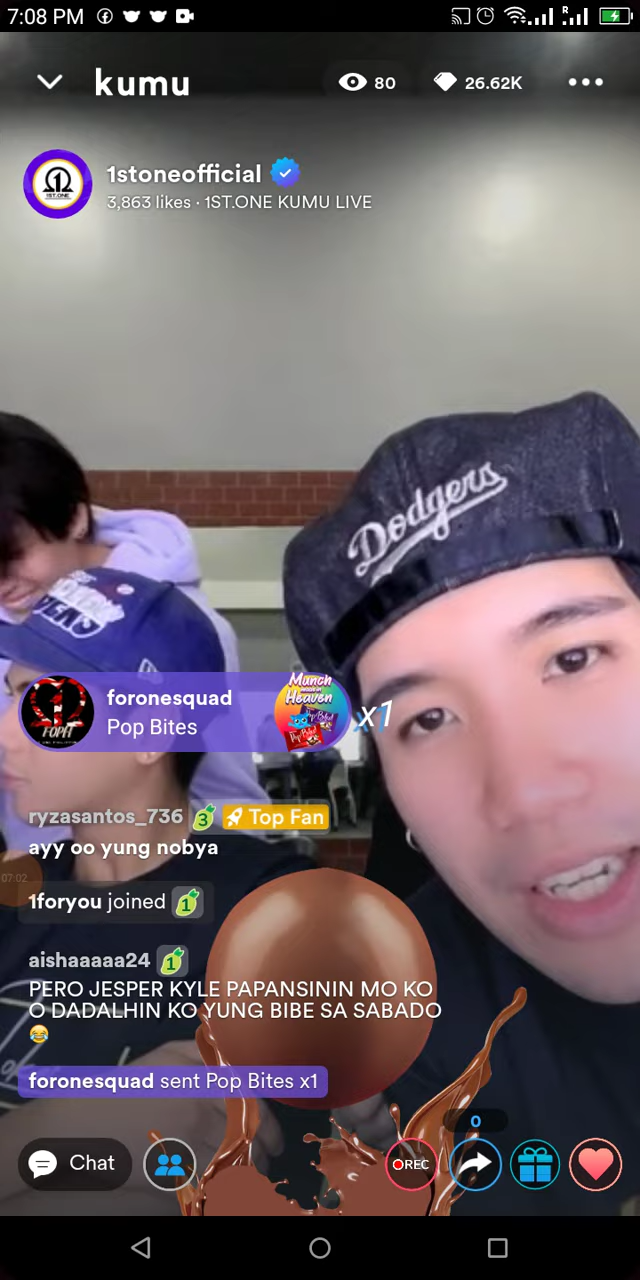 7:08 PM
R
kumu
80
26.62K
1ST.ONE
1stoneofficial
3,863 likes · 1ST.ONE KUMU LIVE
Dodgers
foronesquad
Pop Bites
FOPH
Munch
Heaven
x1
ryzasantos_736 3 Top Fan
ayy oo yung nobya
07:02
1foryou joined 1
aishaaaaa24 1
PERO JESPER KYLE PAPANSININ MO KO
O DADALHIN KO YUNG BIBE SA SABADO
😂
foronesquad sent Pop Bites x1
0
Chat
REC